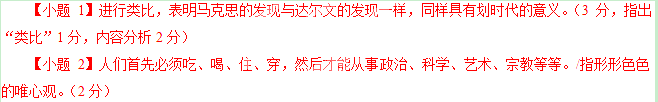 【小题 1】进行类比，表明马克思的发现与达尔文的发现一样，同样具有划时代的意义。（3 分，指出
“类比”1 分，内容分析 2 分）
【小题 2】人们首先必须吃、喝、住、穿，然后才能从事政治、科学、艺术、宗教等等。/指形形色色
的唯心观。（2 分）